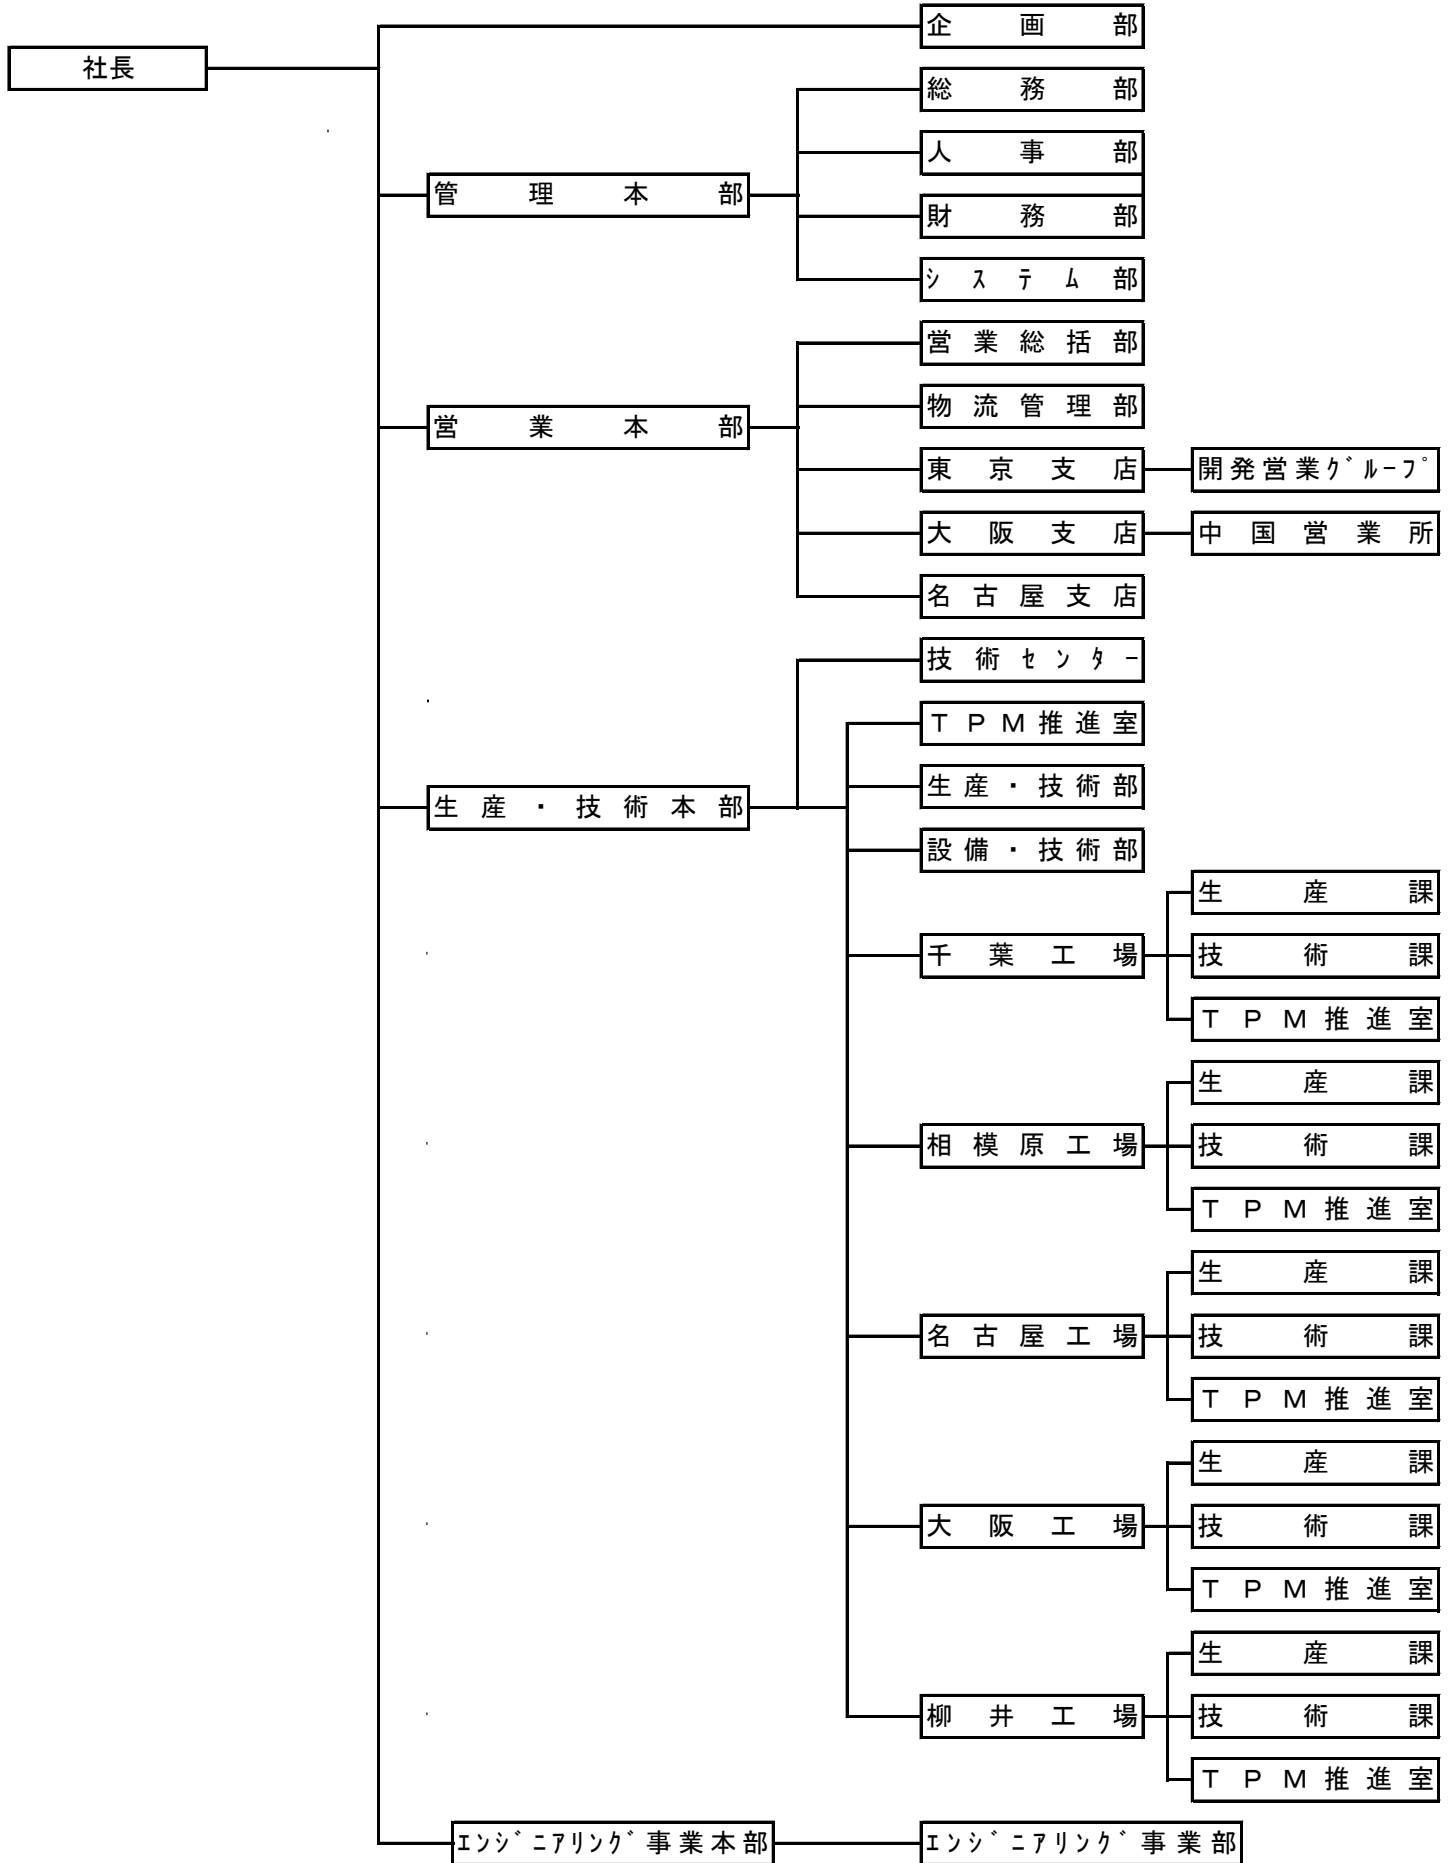 企画部
社長
総務部
人事部
管理本部
財務部
ｼｽﾃﾑ部
営業総括部
物流管理部
営業本部
東京支店 開発営業ｸﾞﾙｰﾌﾟ
大阪支店 中国営業所
名古屋支店
技術ｾﾝﾀｰ
ＴＰＭ推進室
生産・技術部
生産・技術本部
設備・技術部
生産課
千葉工場 技術課
ＴＰＭ推進室
生産課
相模原工場 技術課
ＴＰＭ推進室
生産課
名古屋工場 技術課
ＴＰＭ推進室
生産課
大阪工場 技術課
ＴＰＭ推進室
生産課
柳井工場 技術課
ＴＰＭ推進室
ｴﾝｼﾞﾆｱﾘﾝｸﾞ事業本部 ｴﾝｼﾞﾆｱﾘﾝｸﾞ事業部